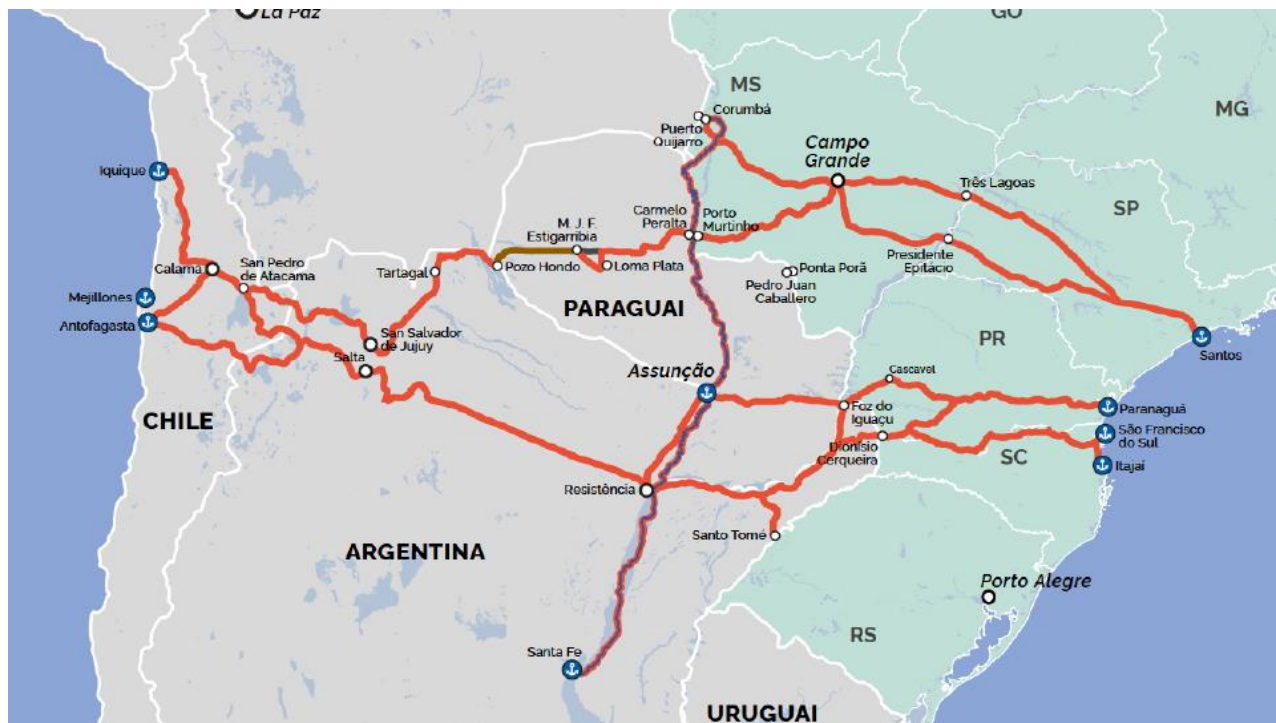 La Paz
GO
MS
Corumbá
Puerto
Quijarro
MG
Campo
Grande
Iquique
Três Lagoas
SP
Carmelo
Peralta
Porto
Murtinho
M. J. F.
Estigarribia
Calama
San Pedro
de Atacama
Tartagal
Pozo Hondo
Loma Plata
Presidente
Epitácio
Ponta Porã
Pedro Juan
Caballero
Mejillones
Antofagasta
PARAGUAI
San Salvador
de Jujuy
Salta
PR
Santos
Assunção
Cascavel
CHILE
Foz do
Iguaçu
Paranaguá
São Francisco
do Sul
Dionísio
Cerqueira
SC
Itajaí
Resistência
Santo Tomé
ARGENTINA
Porto Alegre
RS
Santa Fe
URUGUAI